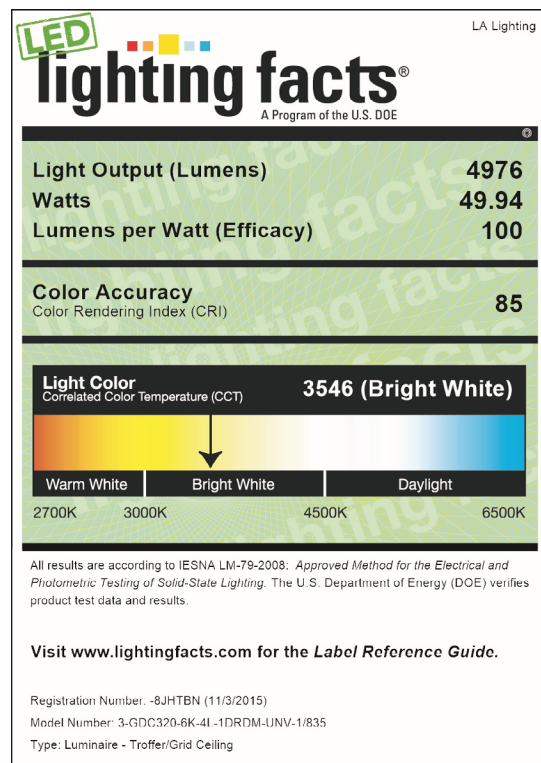 LA Lighting
LED
lighting facts®
A Program of the U.S. DOE
Light Output (Lumens) 4976
Watts 49.94
Lumens per Watt (Efficacy) 100
Color Accuracy
Color Rendering Index (CRI) 85
Light Color
Correlated Color Temperature (CCT) 3546 (Bright White)
Warm White Bright White Daylight
2700K 3000K 4500K 6500K
All results are according to IESNA LM-79-2008: Approved Method for the Electrical and
Photometric Testing of Solid-State Lighting. The U.S. Department of Energy (DOE) verifies
product test data and results.
Visit www.lightingfacts.com for the Label Reference Guide.
Registration Number: -8JHTBN (11/3/2015)
Model Number: 3-GDC320-6K-4L-1DRDM-UNV-1/835
Type: Luminaire - Troffer/Grid Ceiling